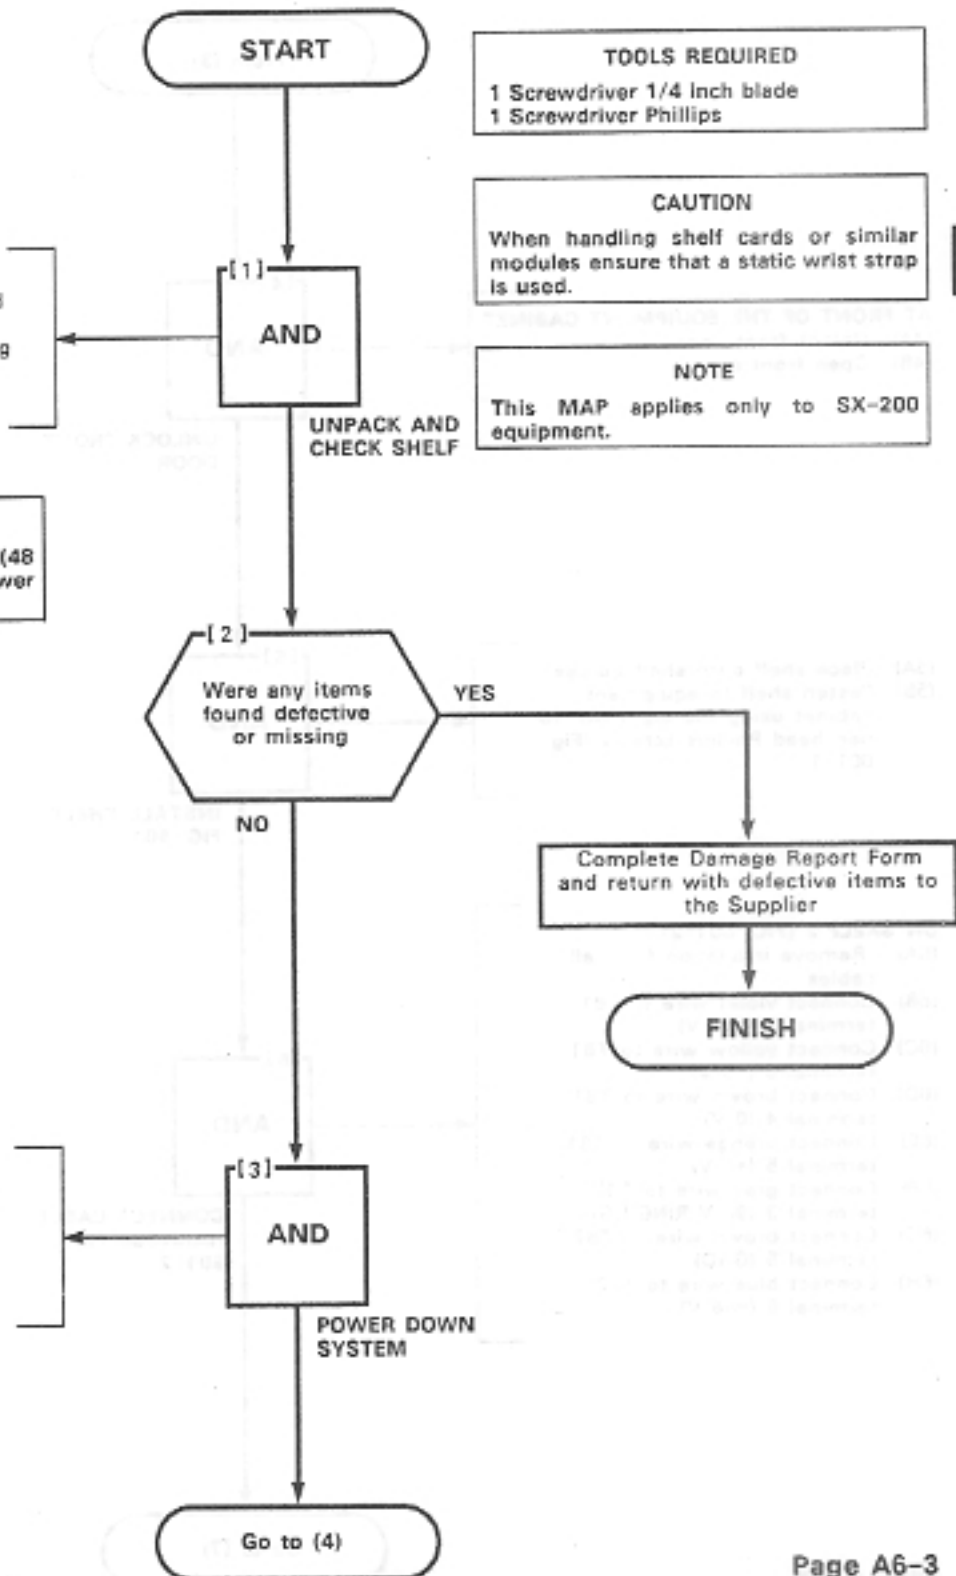 START
TOOLS REQUIRED
1 Screwdriver 1/4 inch blade
1 Screwdriver Phillips
CAUTION
When handling shelf cards or similar
modules ensure that a static wrist strap
is used.
NOTE
This MAP applies only to SX-200
equipment.
[1]
AND
g
UNPACK AND
CHECK SHELF
(48
wer
[2]
Were any items
found defective
or missing
YES
NO
Complete Damage Report Form
and return with defective items to
the Supplier
FINISH
[3]
AND
POWER DOWN
SYSTEM
Go to (4)
Page A6-3